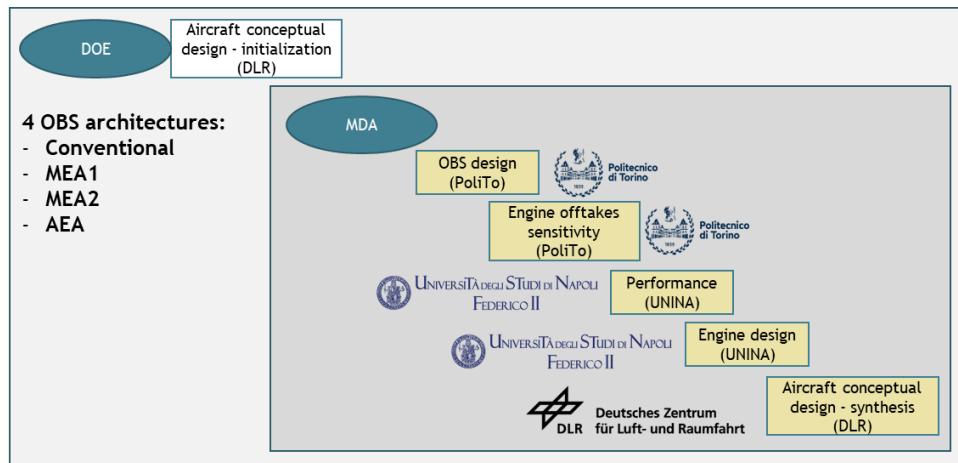 DOE
Aircraft conceptual
design - initialization
(DLR)
4 OBS architectures:
- Conventional
- MEA1
- MEA2
- AEA
MDA
OBS design
(PoliTo)
Politecnico
di Torino
Engine offtakes
sensitivity
(PoliTo)
Politecnico
di Torino
UNIVERSITÀ DEGLI STUDI DI NAPOLI
FEDERICO II
Performance
(UNINA)
UNIVERSITÀ DEGLI STUDI DI NAPOLI
FEDERICO II
Engine design
(UNINA)
DLR
Deutsches Zentrum
für Luft- und Raumfahrt
Aircraft conceptual
design - synthesis
(DLR)